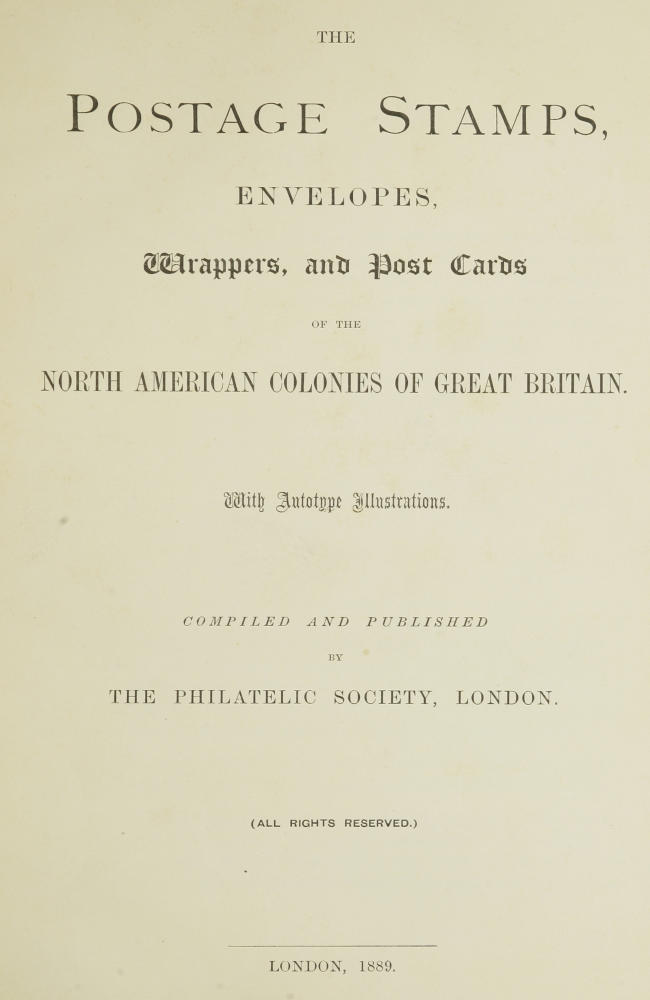 THE
POSTAGE STAMPS,
ENVELOPES,
Wrappers, and Post Cards
OF THE
NORTH AMERICAN COLONIES OF GREAT BRITAIN.
With Autotype Illustrations.
COMPILED AND PUBLISHED
BY
THE PHILATELIC SOCIETY, LONDON.
(ALL RIGHTS RESERVED.)
LONDON, 1889.